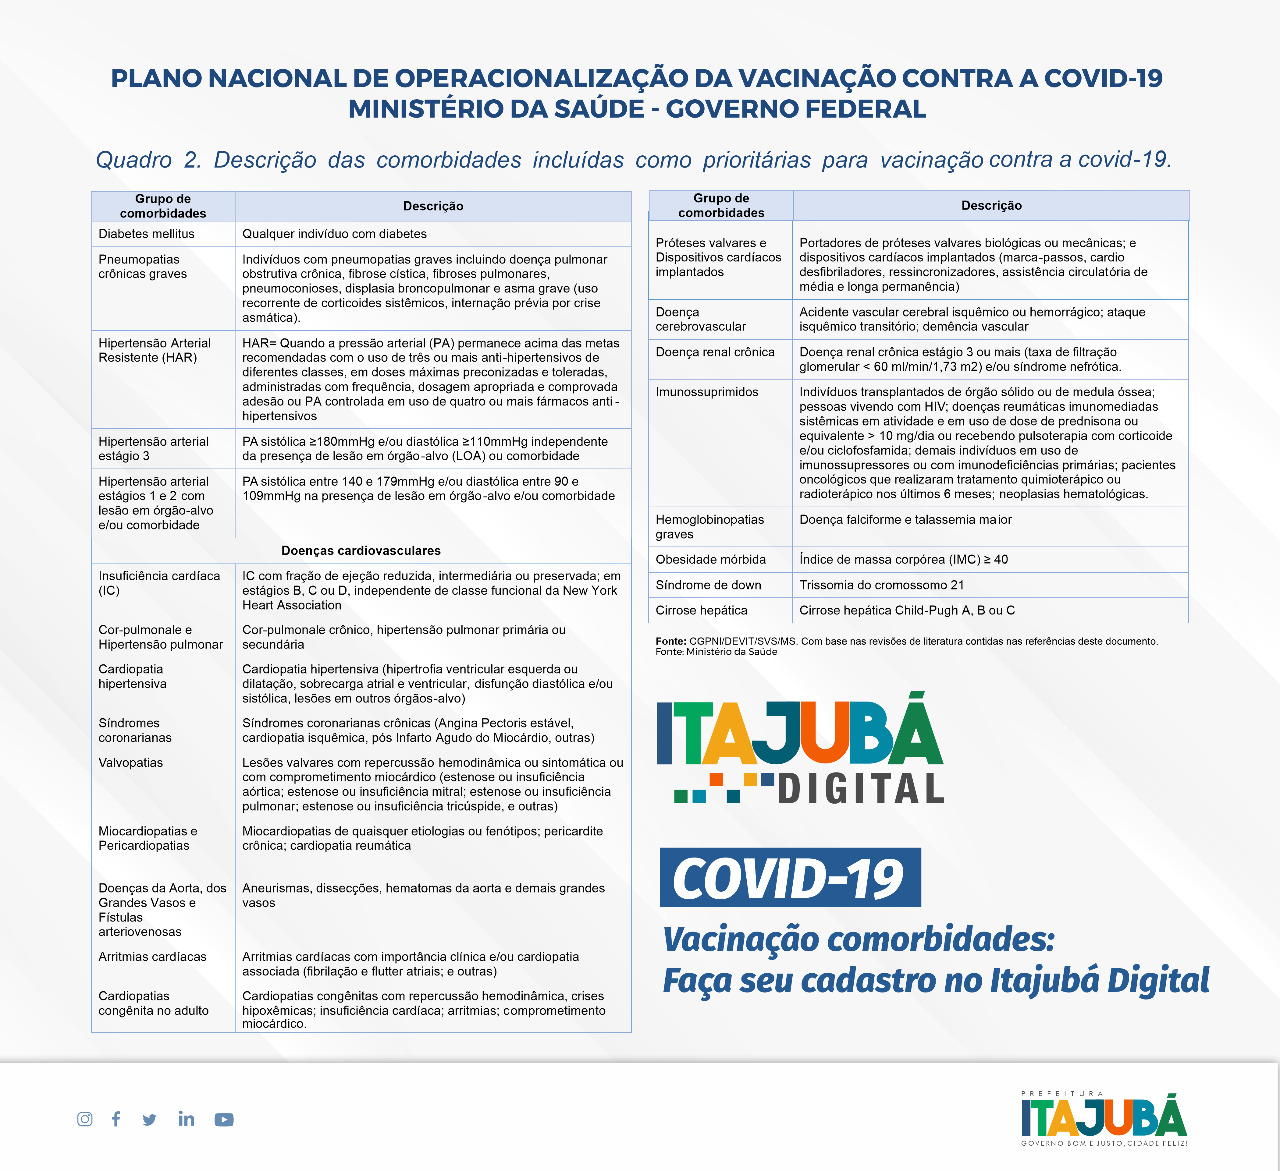 PLANO NACIONAL DE OPERACIONALIZAÇÃO DA VACINAÇÃO CONTRA A COVID-19
MINISTÉRIO DA SAÚDE - GOVERNO FEDERAL
Quadro 2. Descrição das comorbidades incluídas como prioritárias para vacinação contra a covid-19.
Grupo de
comorbidades
Descrição
Diabetes mellitus
Qualquer indivíduo com diabetes
Pneumopatias
crônicas graves
Indivíduos com pneumopatias graves incluindo doença pulmonar
obstrutiva crônica, fibrose cística, fibroses pulmonares,
pneumoconioses, displasia broncopulmonar e asma grave (uso
recorrente de corticoides sistêmicos, internação prévia por crise
asmática).
Hipertensão Arterial
Resistente (HAR)
HAR= Quando a pressão arterial (PA) permanece acima das metas
recomendadas com o uso de três ou mais anti-hipertensivos de
diferentes classes, em doses máximas preconizadas e toleradas,
administradas com frequência, dosagem apropriada e comprovada
adesão ou PA controlada em uso de quatro ou mais fármacos anti-
hipertensivos
Hipertensão arterial
estágio 3
PA sistólica ≥180mmHg e/ou diastólica ≥110mmHg independente
da presença de lesão em órgão-alvo (LOA) ou comorbidade
Hipertensão arterial
estágios 1 e 2 com
lesão em órgão-alvo
e/ou comorbidade
PA sistólica entre 140 e 179mmHg e/ou diastólica entre 90 e
109mmHg na presença de lesão em órgão-alvo e/ou comorbidade
Doenças cardiovasculares
Insuficiência cardíaca
(IC)
IC com fração de ejeção reduzida, intermediária ou preservada; em
estágios B, C ou D, independente de classe funcional da New York
Heart Association
Cor-pulmonale e
Hipertensão pulmonar
Cor-pulmonale crônico, hipertensão pulmonar primária ou
secundária
Cardiopatia
hipertensiva
Cardiopatia hipertensiva (hipertrofia ventricular esquerda ou
dilatação, sobrecarga atrial e ventricular, disfunção diastólica e/ou
sistólica, lesões em outros órgãos-alvo)
Síndromes
coronarianas
Síndromes coronarianas crônicas (Angina Pectoris estável,
cardiopatia isquêmica, pós Infarto Agudo do Miocárdio, outras)
Valvopatias
Lesões valvares com repercussão hemodinâmica ou sintomática ou
com comprometimento miocárdico (estenose ou insuficiência
aórtica; estenose ou insuficiência mitral; estenose ou insuficiência
pulmonar; estenose ou insuficiência tricúspide, e outras)
Miocardiopatias e
Pericardiopatias
Miocardiopatias de quaisquer etiologias ou fenótipos; pericardite
crônica; cardiopatia reumática
Doenças da Aorta, dos
Grandes Vasos e
Fístulas
arteriovenosas
Aneurismas, dissecções, hematomas da aorta e demais grandes
vasos
Arritmias cardíacas
Arritmias cardíacas com importância clínica e/ou cardiopatia
associada (fibrilação e flutter atriais; e outras)
Cardiopatias
congênita no adulto
Cardiopatias congênitas com repercussão hemodinâmica, crises
hipoxêmicas; insuficiência cardíaca; arritmias; comprometimento
miocárdico.
Grupo de
comorbidades
Descrição
Próteses valvares e
Dispositivos cardíacos
implantados
Portadores de próteses valvares biológicas ou mecânicas; e
dispositivos cardíacos implantados (marca-passos, cardio
desfibriladores, ressincronizadores, assistência circulatória de
média e longa permanência)
Doença
cerebrovascular
Acidente vascular cerebral isquêmico ou hemorrágico; ataque
isquêmico transitório; demência vascular
Doença renal crônica
Doença renal crônica estágio 3 ou mais (taxa de filtração
glomerular < 60 ml/min/1,73 m2) e/ou síndrome nefrótica.
Imunossuprimidos
Indivíduos transplantados de órgão sólido ou de medula óssea;
pessoas vivendo com HIV; doenças reumáticas imunomediadas
sistêmicas em atividade e em uso de dose de prednisona ou
equivalente > 10 mg/dia ou recebendo pulsoterapia com corticoide
e/ou ciclofosfamida; demais indivíduos em uso de
imunossupressores ou com imunodeficiências primárias; pacientes
oncológicos que realizaram tratamento quimioterápico ou
radioterápico nos últimos 6 meses; neoplasias hematológicas.
Hemoglobinopatias
graves
Doença falciforme e talassemia maior
Obesidade mórbida
Índice de massa corpórea (IMC) ≥ 40
Síndrome de down
Trissomia do cromossomo 21
Cirrose hepática
Cirrose hepática Child-Pugh A, B ou C
Fonte: CGPNI/DEVIT/SVS/MS. Com base nas revisões de literatura contidas nas referências deste documento.
Fonte: Ministério da Saúde
ITAJUBÁ
DIGITAL
COVID-19
Vacinação comorbidades:
Faça seu cadastro no Itajubá Digital
PREFEITURA
ITAJUBÁ
GOVERNO BOM E JUSTO, CIDADE FELIZ!